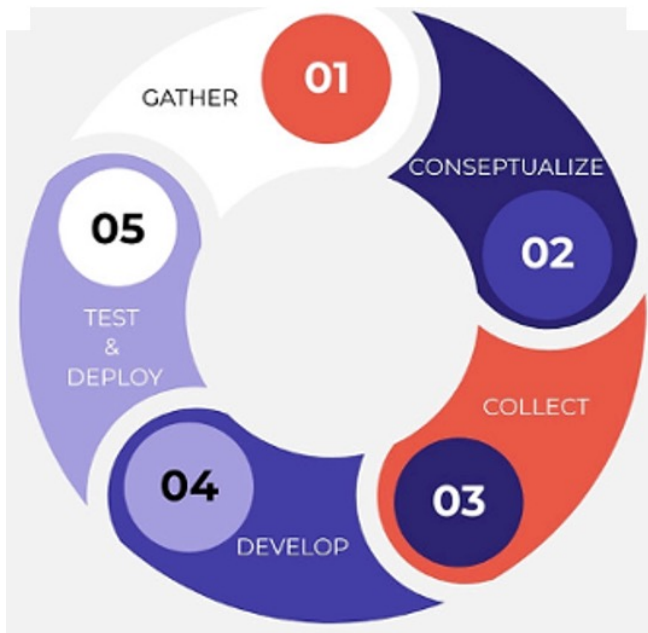 01
GATHER
CONSEPTUALIZE
02
COLLECT
03
04
DEVELOP
05
TEST
&
DEPLOY